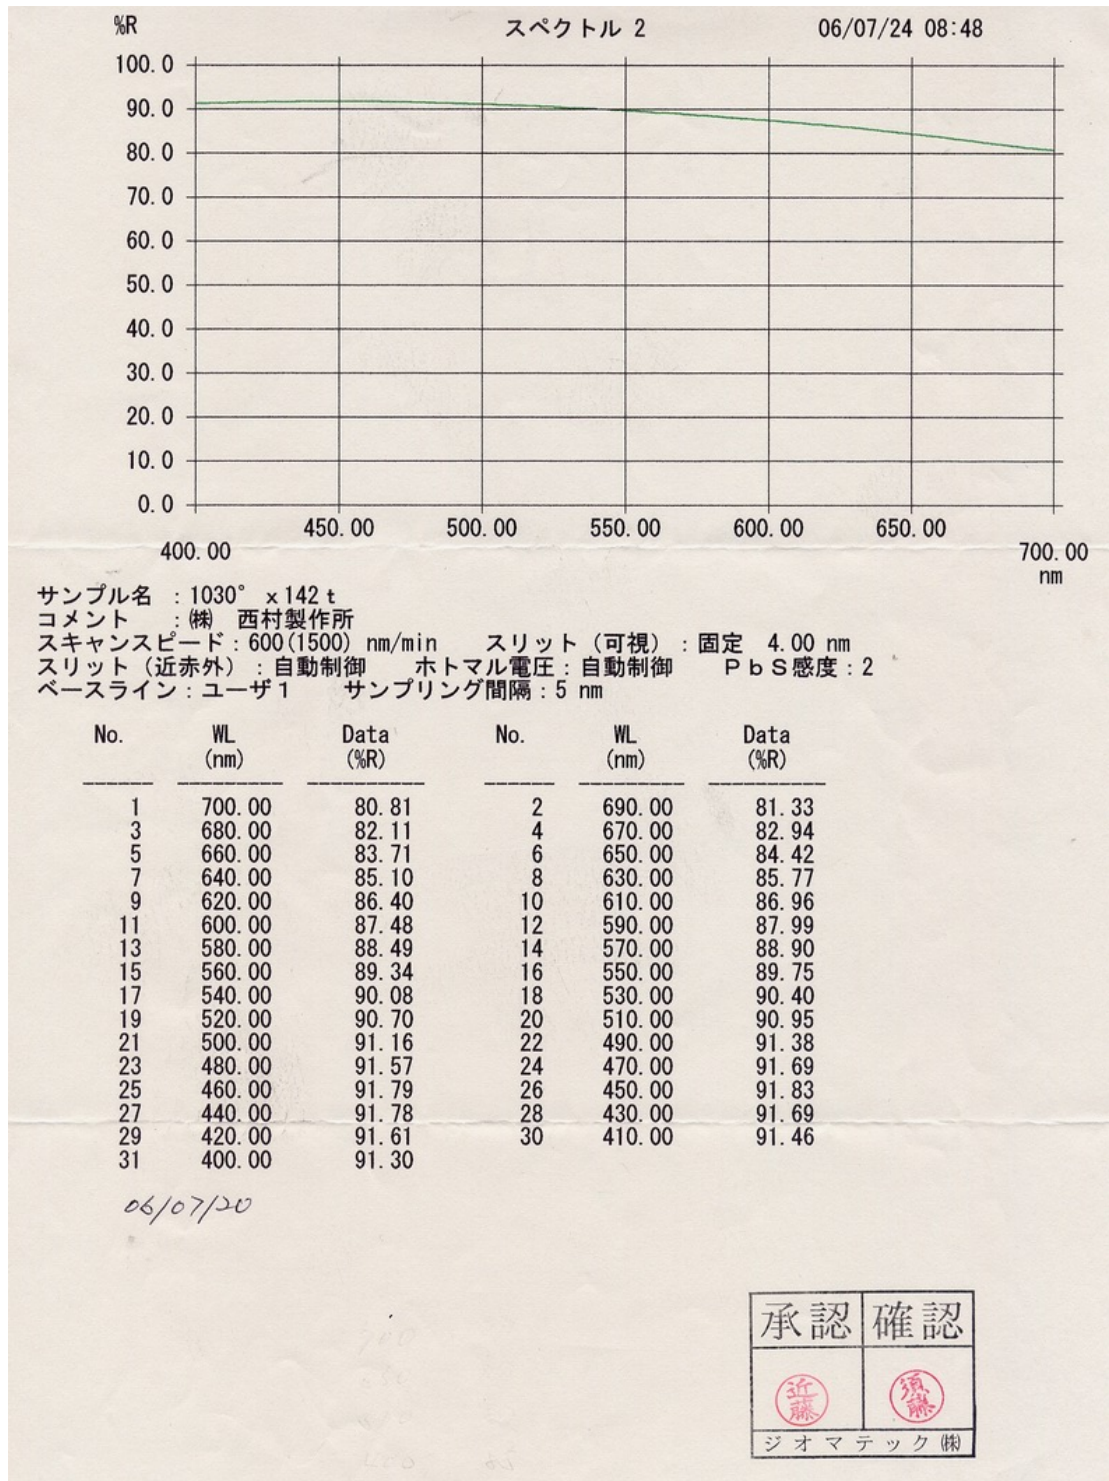 %R スペクトル 2 06/07/24 08:48
100.0
90.0
80.0
70.0
60.0
50.0
40.0
30.0
20.0
10.0
0.0
450.00 500.00 550.00 600.00 650.00
400.00 700.00
nm
サンプル名 : 1030° x142t
コメント : ㈱ 西村製作所
スキャンスピード : 600(1500) nm/min スリット (可視) : 固定 4.00 nm
スリット (近赤外) : 自動制御 ホトマル電圧 : 自動制御 PbS感度 : 2
ベースライン : ユーザ1 サンプリング間隔 : 5 nm
No. WL Data No. WL Data
(nm) (%R) (nm) (%R)
1 700.00 80.81 2 690.00 81.33
3 680.00 82.11 4 670.00 82.94
5 660.00 83.71 6 650.00 84.42
7 640.00 85.10 8 630.00 85.77
9 620.00 86.40 10 610.00 86.96
11 600.00 87.48 12 590.00 87.99
13 580.00 88.49 14 570.00 88.90
15 560.00 89.34 16 550.00 89.75
17 540.00 90.08 18 530.00 90.40
19 520.00 90.70 20 510.00 90.95
21 500.00 91.16 22 490.00 91.38
23 480.00 91.57 24 470.00 91.69
25 460.00 91.79 26 450.00 91.83
27 440.00 91.78 28 430.00 91.69
29 420.00 91.61 30 410.00 91.46
31 400.00 91.30
06/07/20
承認 確認
近藤 須藤
ジオマテック㈱